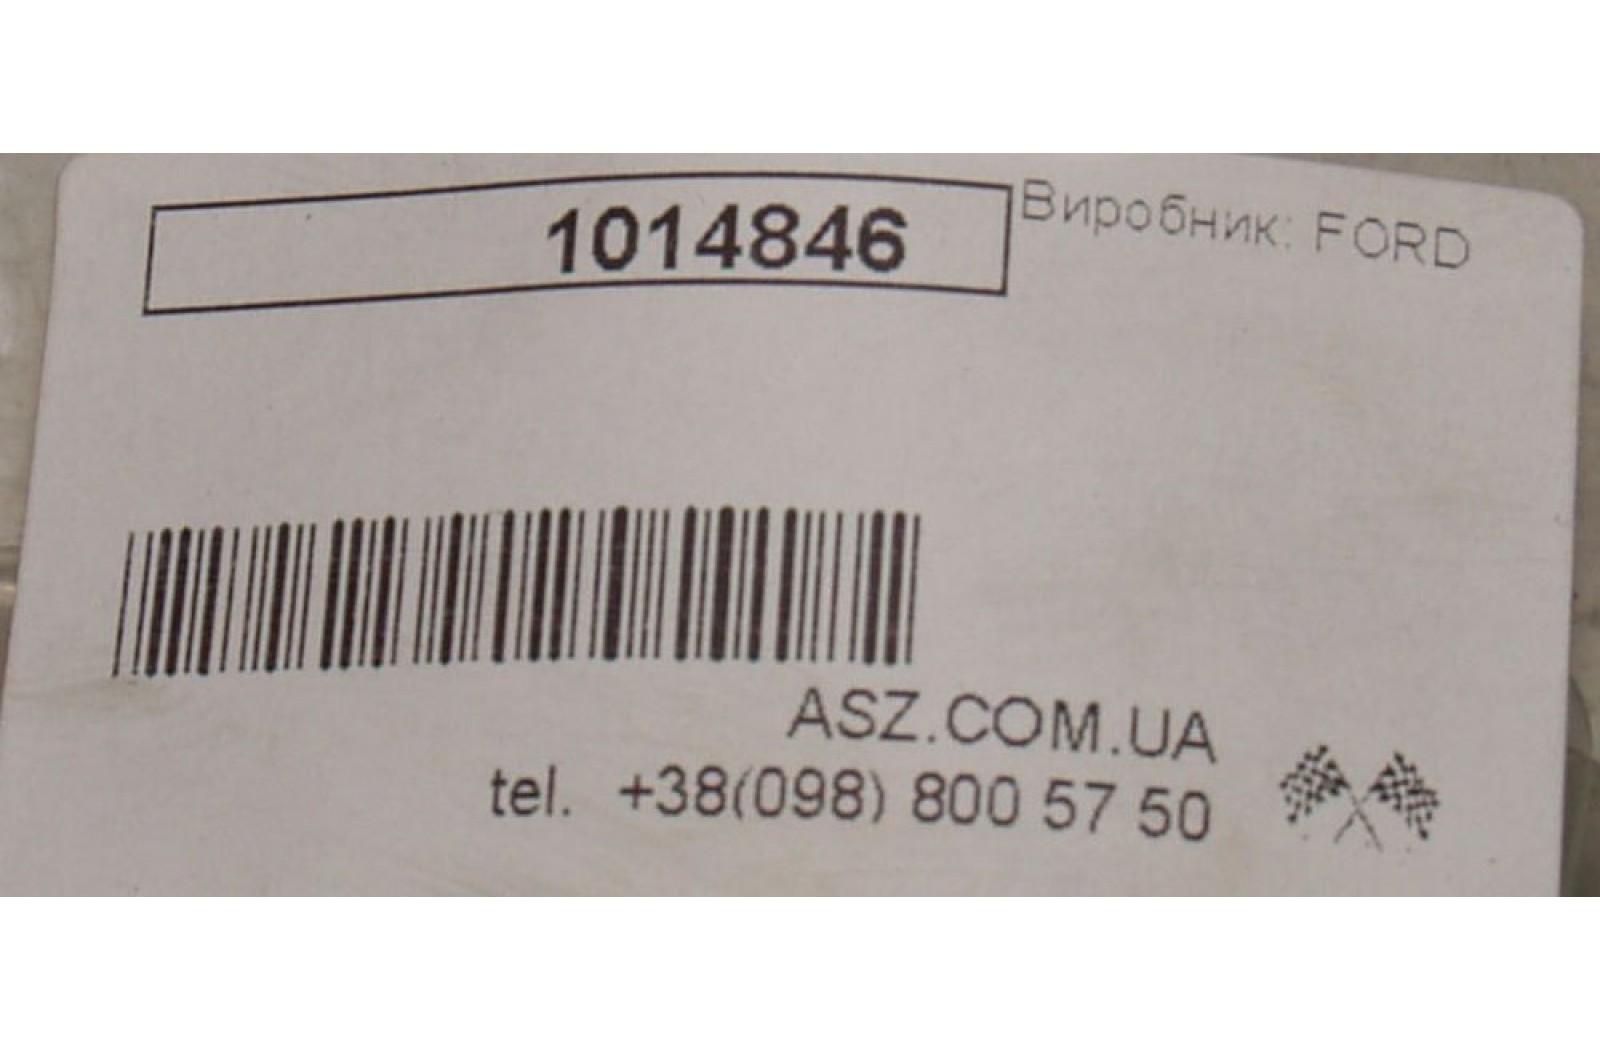 1014846 Виробник: FORD
ASZ.COM.UA
tel. +38(098) 800 57 50